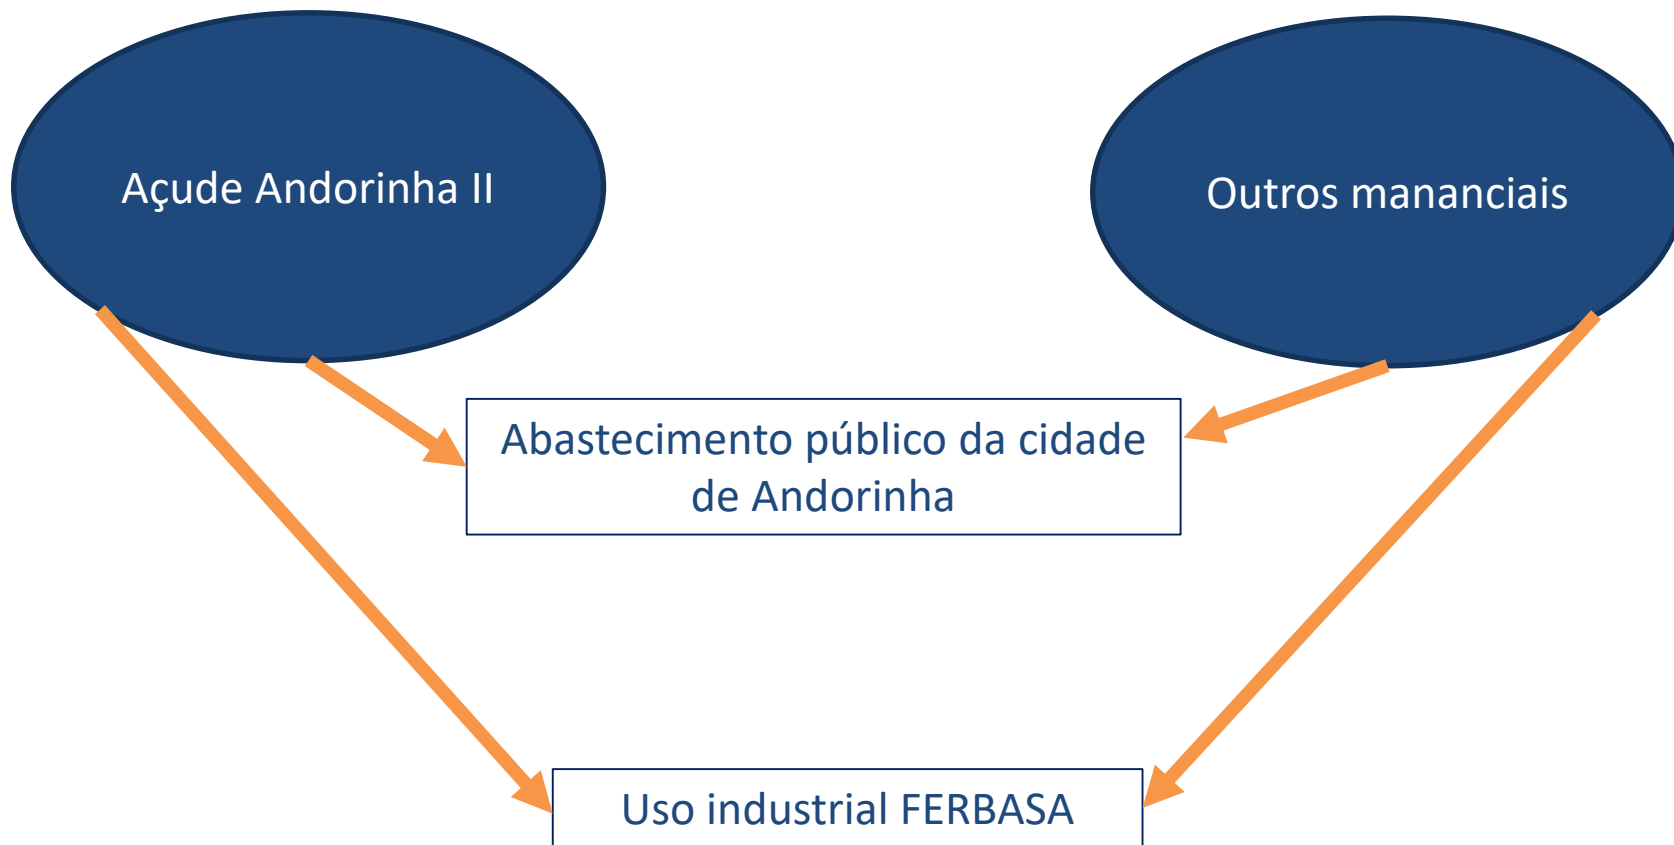 Açude Andorinha II
Outros mananciais
Abastecimento público da cidade
de Andorinha
Uso industrial FERBASA